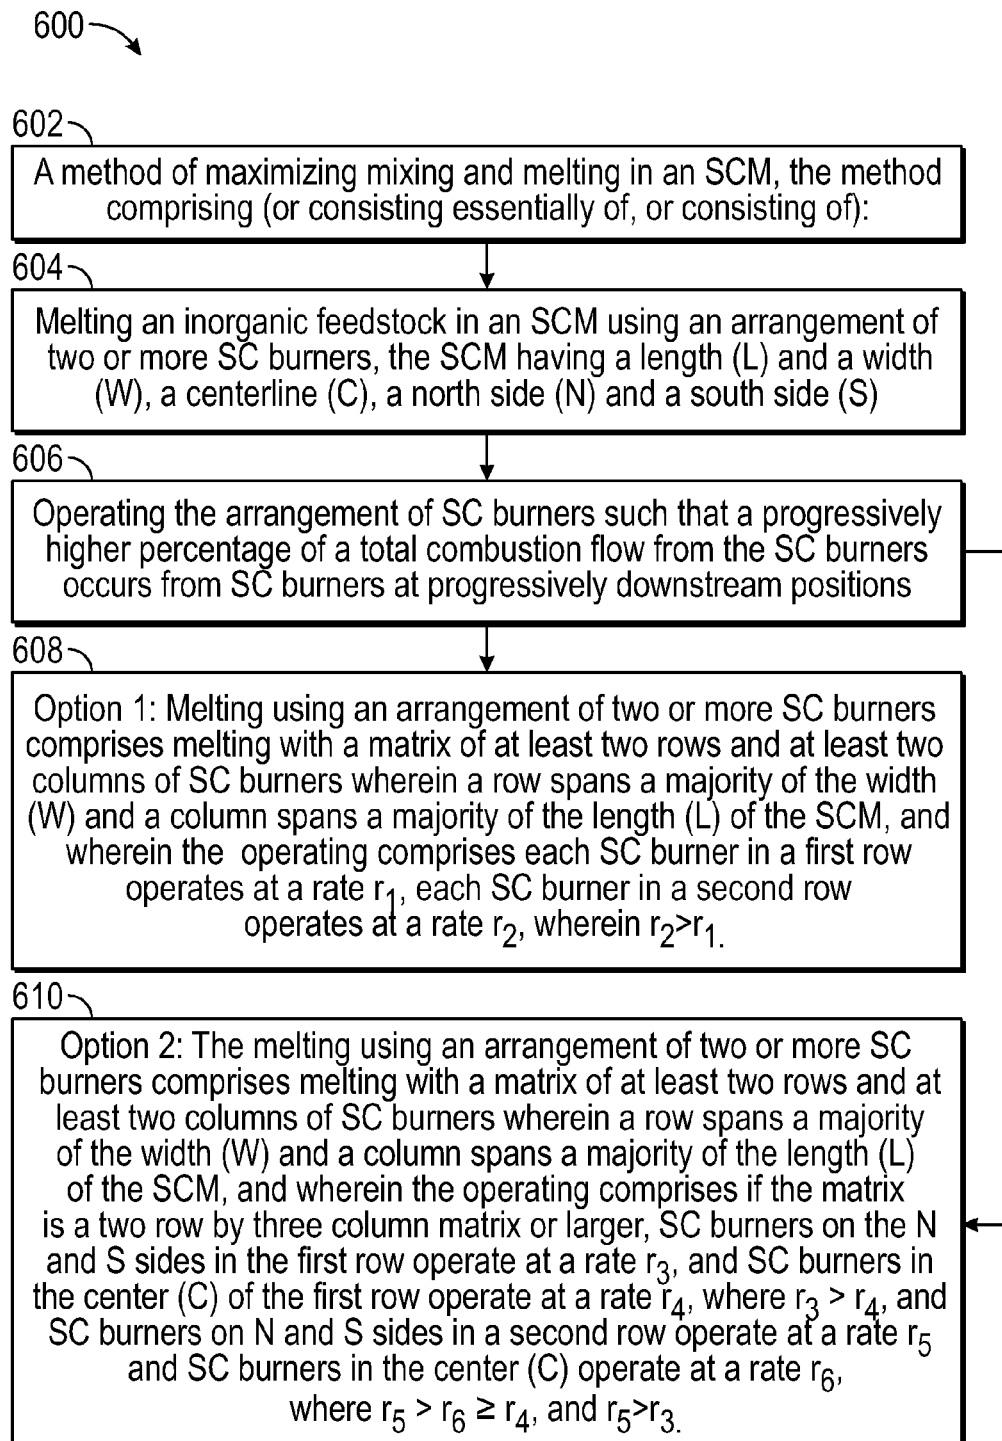 600
602
A method of maximizing mixing and melting in an SCM, the method
comprising (or consisting essentially of, or consisting of):
604
Melting an inorganic feedstock in an SCM using an arrangement of
two or more SC burners, the SCM having a length (L) and a width
(W), a centerline (C), a north side (N) and a south side (S)
606
Operating the arrangement of SC burners such that a progressively
higher percentage of a total combustion flow from the SC burners
occurs from SC burners at progressively downstream positions
608
Option 1: Melting using an arrangement of two or more SC burners
comprises melting with a matrix of at least two rows and at least two
columns of SC burners wherein a row spans a majority of the width
(W) and a column spans a majority of the length (L) of the SCM, and
wherein the operating comprises each SC burner in a first row
operates at a rate r₁, each SC burner in a second row
operates at a rate r₂, wherein r₂>r₁.
610
Option 2: The melting using an arrangement of two or more SC
burners comprises melting with a matrix of at least two rows and at
least two columns of SC burners wherein a row spans a majority
of the width (W) and a column spans a majority of the length (L)
of the SCM, and wherein the operating comprises if the matrix
is a two row by three column matrix or larger, SC burners on the N
and S sides in the first row operate at a rate r₃, and SC burners in
the center (C) of the first row operate at a rate r₄, where r₃ > r₄, and
SC burners on N and S sides in a second row operate at a rate r₅
and SC burners in the center (C) operate at a rate r₆,
where r₅ > r₆ ≥ r₄, and r₅>r₃.